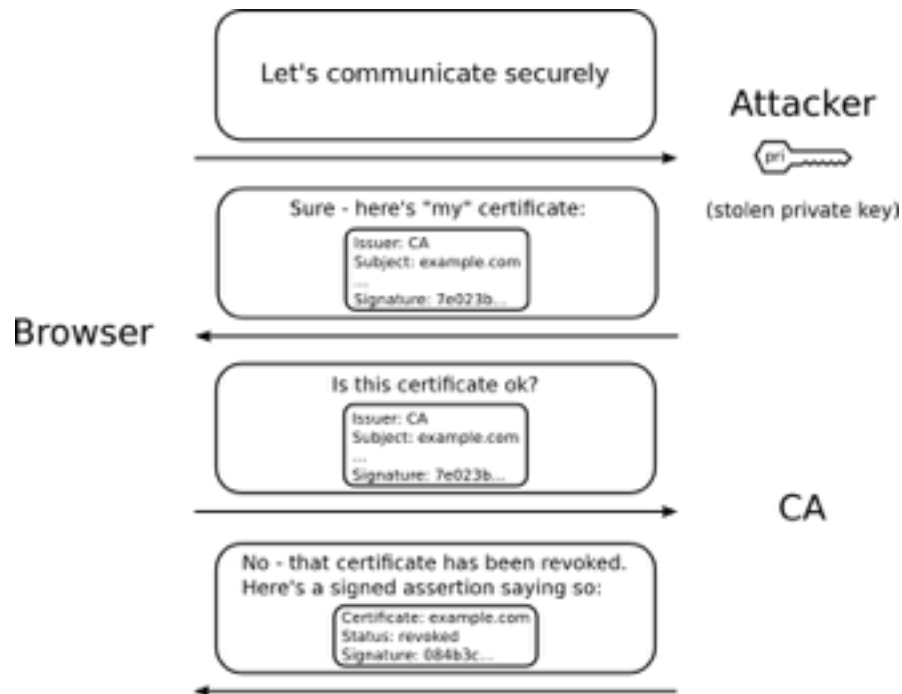 Let's communicate securely
Attacker
pri
(stolen private key)
Sure - here's "my" certificate:
Issuer: CA
Subject: example.com
...
Signature: 7e023b...
Browser
Is this certificate ok?
Issuer: CA
Subject: example.com
...
Signature: 7e023b...
CA
No - that certificate has been revoked.
Here's a signed assertion saying so:
Certificate: example.com
Status: revoked
Signature: 084b3c...